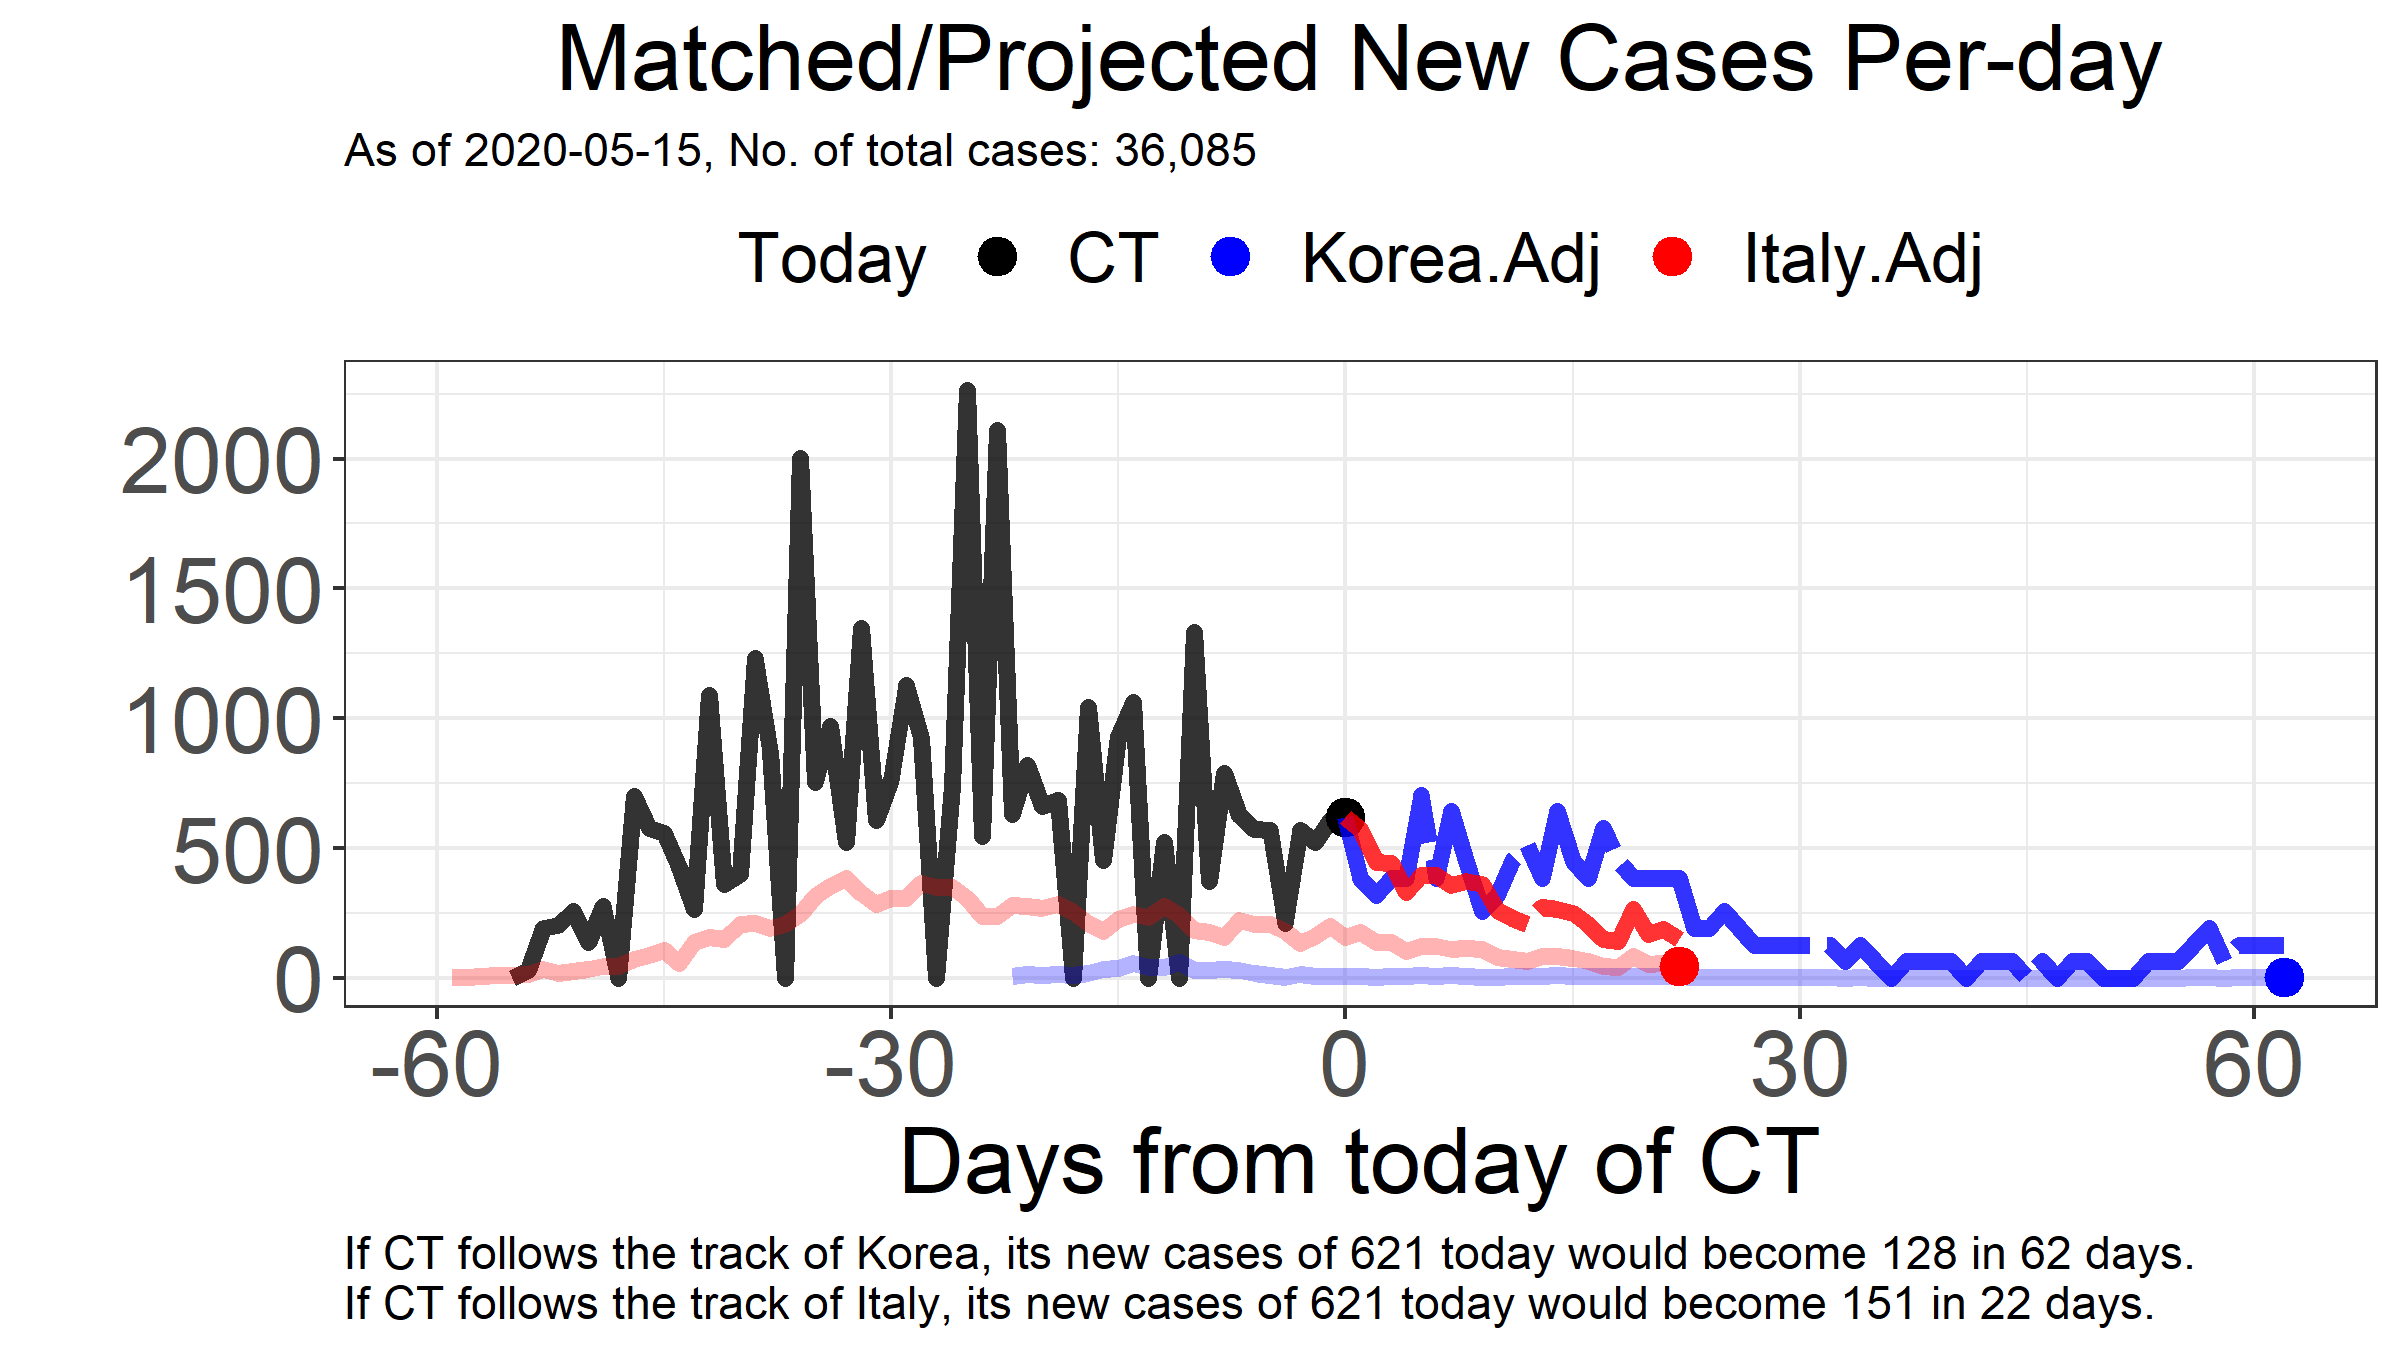 Matched/Projected New Cases Per-day
As of 2020-05-15, No. of total cases: 36,085
Today CT Korea.Adj Italy.Adj
2000
1500
1000
500
0
-60 -30 0 30 60
Days from today of CT
If CT follows the track of Korea, its new cases of 621 today would become 128 in 62 days.
If CT follows the track of Italy, its new cases of 621 today would become 151 in 22 days.